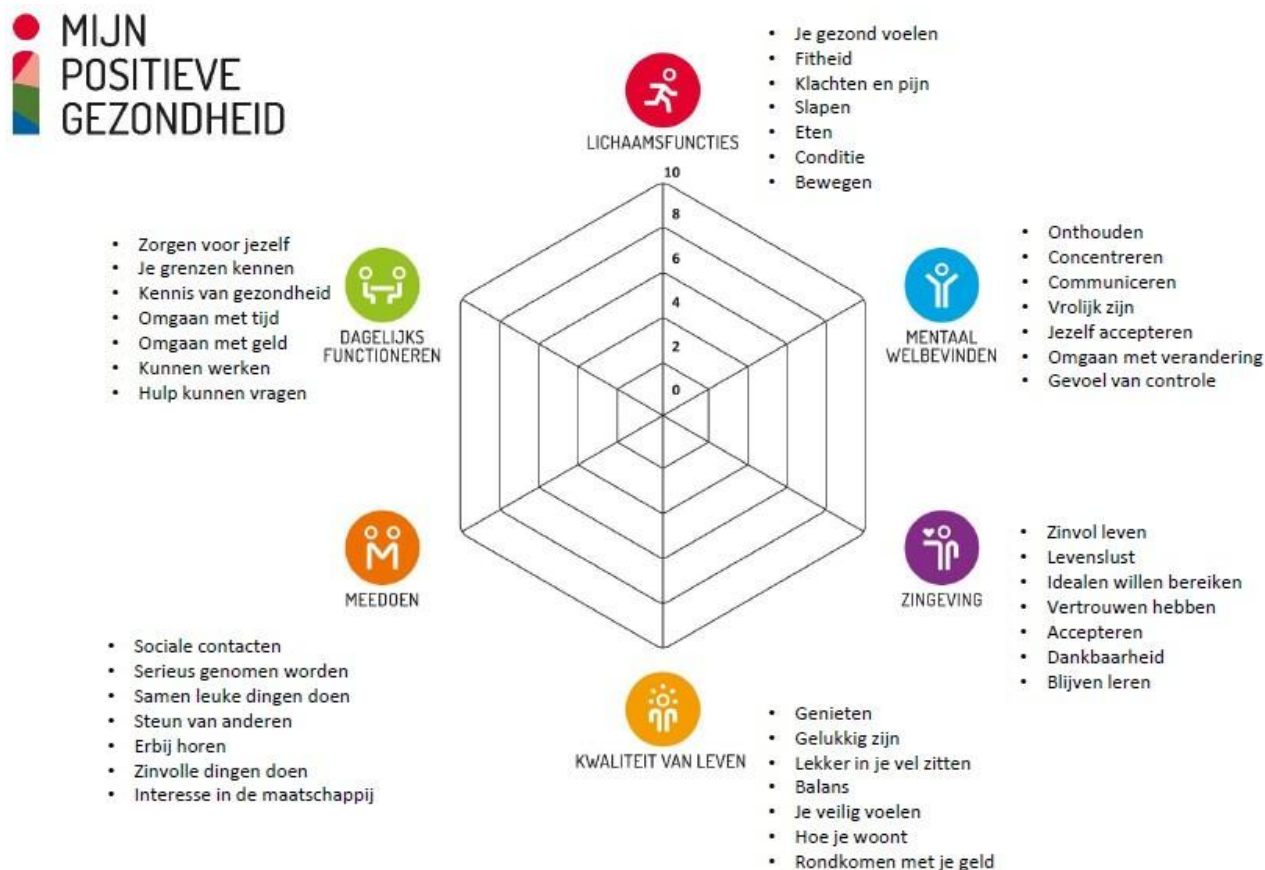 MIJN
POSITIEVE
GEZONDHEID
LICHAAMSFUNCTIES
• Je gezond voelen
• Fitheid
• Klachten en pijn
• Slapen
• Eten
• Conditie
• Bewegen
10
8
6
4
2
0
MENTAAL
WELBEVINDEN
• Onthouden
• Concentreren
• Communiceren
• Vrolijk zijn
• Jezelf accepteren
• Omgaan met verandering
• Gevoel van controle
ZINGEVING
• Zinvol leven
• Levenslust
• Idealen willen bereiken
• Vertrouwen hebben
• Accepteren
• Dankbaarheid
• Blijven leren
KWALITEIT VAN LEVEN
• Genieten
• Gelukkig zijn
• Lekker in je vel zitten
• Balans
• Je veilig voelen
• Hoe je woont
• Rondkomen met je geld
MEEDOEN
• Sociale contacten
• Serieus genomen worden
• Samen leuke dingen doen
• Steun van anderen
• Erbij horen
• Zinvolle dingen doen
• Interesse in de maatschappij
DAGELIJKS
FUNCTIONEREN
• Zorgen voor jezelf
• Je grenzen kennen
• Kennis van gezondheid
• Omgaan met tijd
• Omgaan met geld
• Kunnen werken
• Hulp kunnen vragen